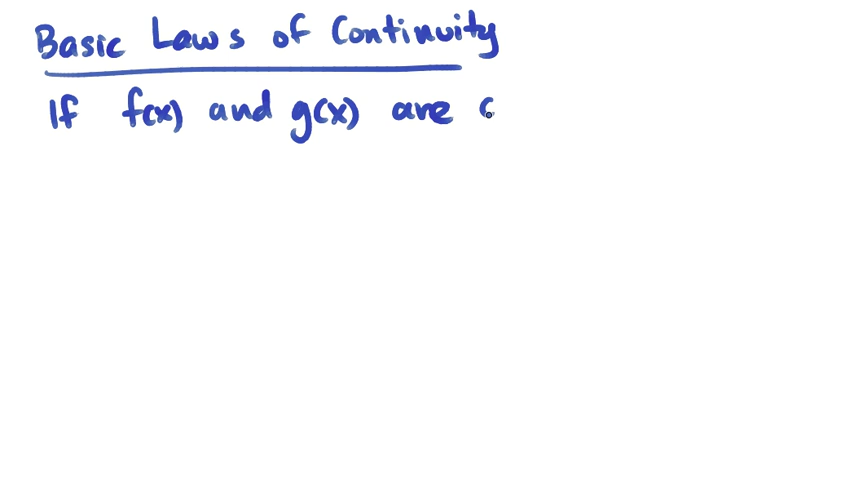 Basic Laws of Continuity
If f(x) and g(x) are c